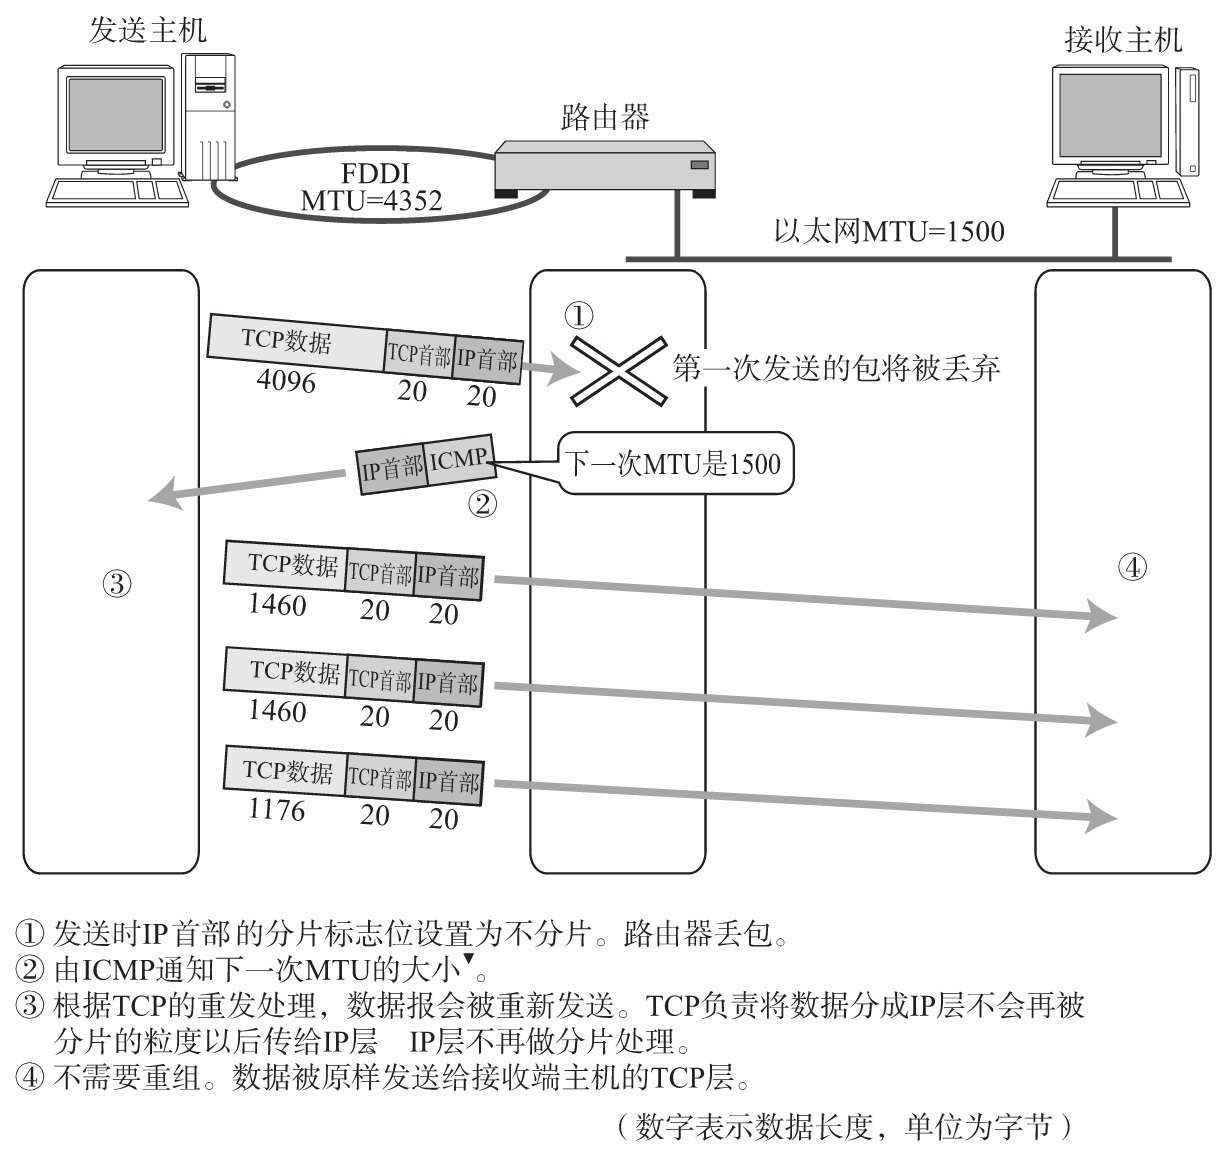 发送主机
接收主机
路由器
FDDI
MTU=4352
以太网MTU=1500
①
TCP数据 TCP首部 IP首部
4096 20 20
第一次发送的包将被丢弃
IP首部 ICMP
下一次MTU是1500
②
③
④
TCP数据 TCP首部 IP首部
1460 20 20
TCP数据 TCP首部 IP首部
1460 20 20
TCP数据 TCP首部 IP首部
1176 20 20
① 发送时IP首部的分片标志位设置为不分片。路由器丢包。
② 由ICMP通知下一次MTU的大小▼。
③ 根据TCP的重发处理，数据报会被重新发送。TCP负责将数据分成IP层不会再被
分片的粒度以后传给IP层。 IP层不再做分片处理。
④ 不需要重组。数据被原样发送给接收端主机的TCP层。
（数字表示数据长度，单位为字节）